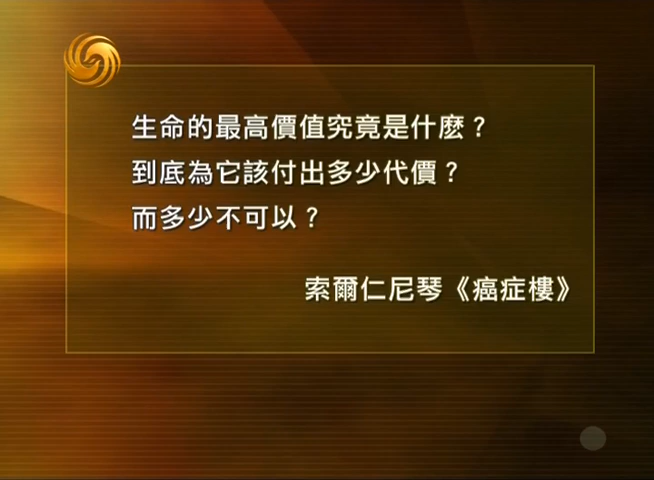 生命的最高價值究竟是什麽？
到底為它該付出多少代價？
而多少不可以？
索爾仁尼琴《癌症樓》